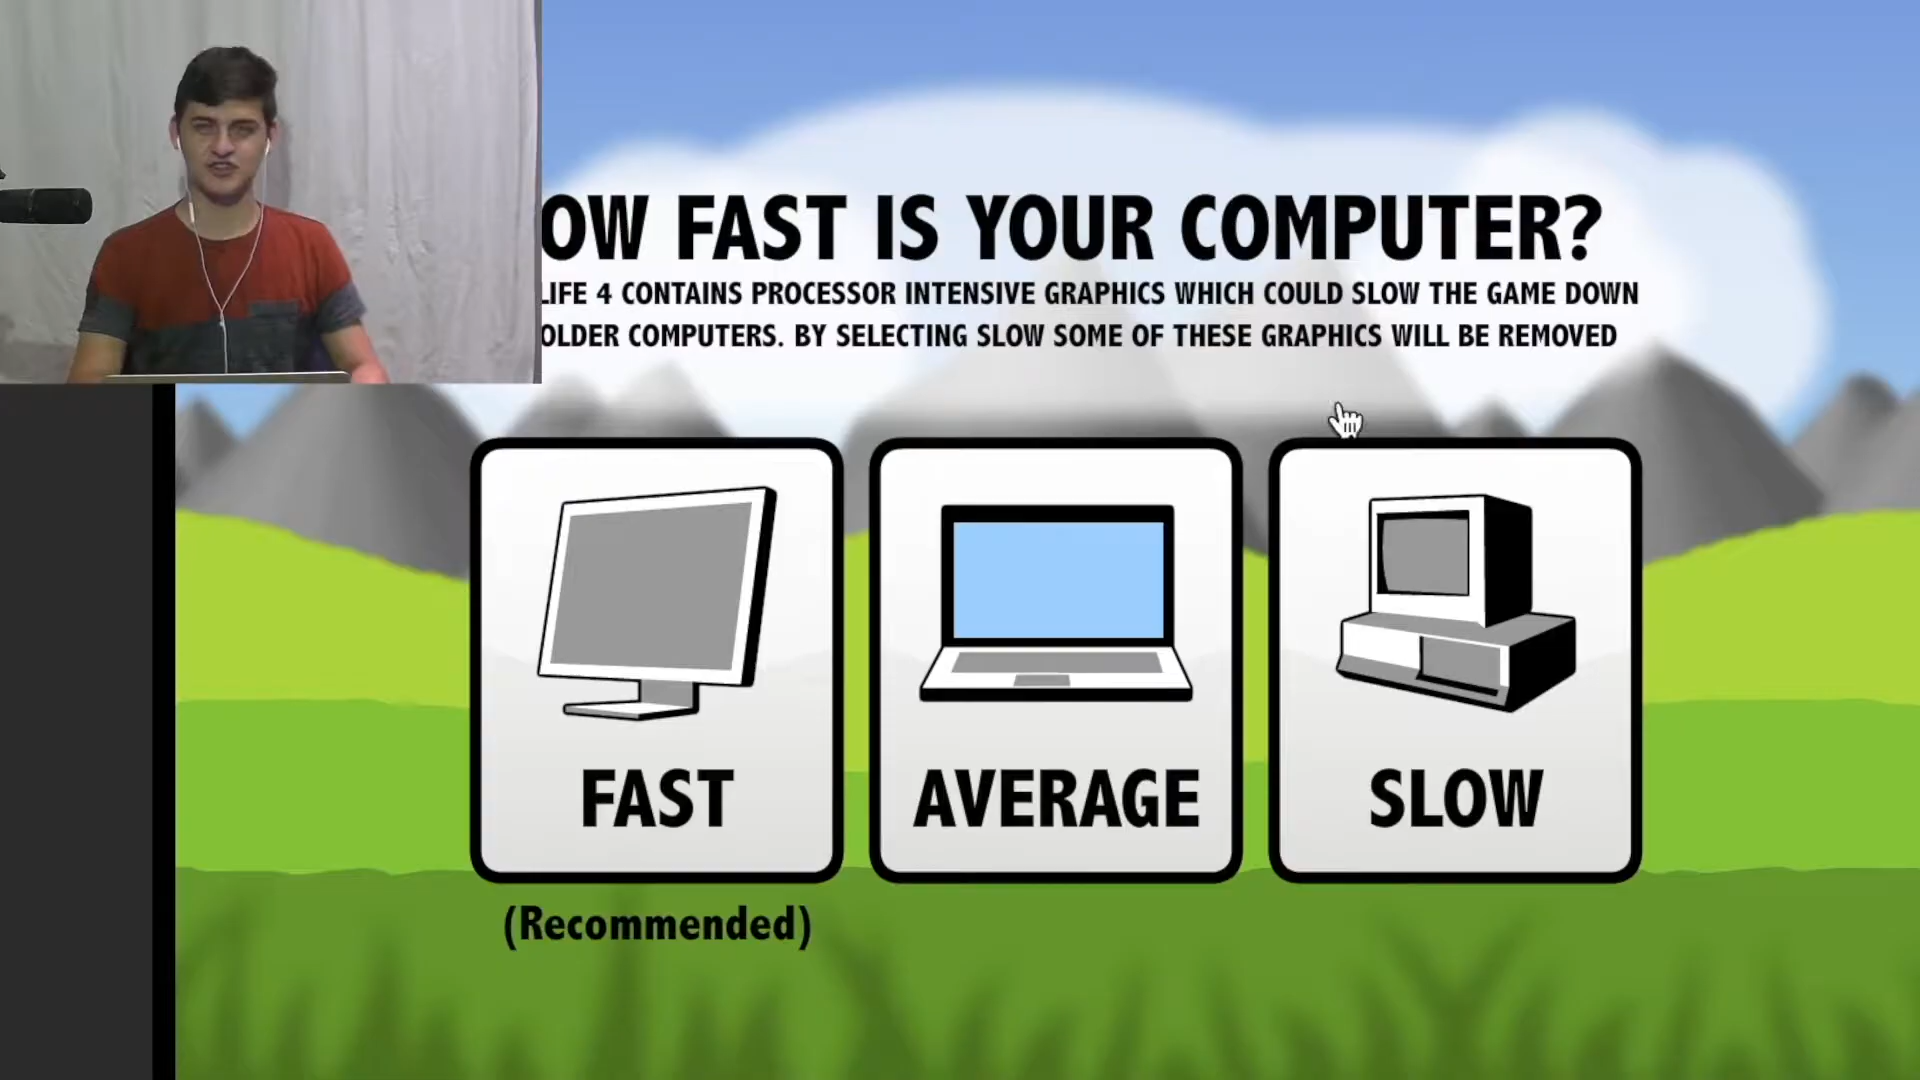 OW FAST IS YOUR COMPUTER?
LIFE 4 CONTAINS PROCESSOR INTENSIVE GRAPHICS WHICH COULD SLOW THE GAME DOWN
OLDER COMPUTERS. BY SELECTING SLOW SOME OF THESE GRAPHICS WILL BE REMOVED
FAST
AVERAGE
SLOW
(Recommended)